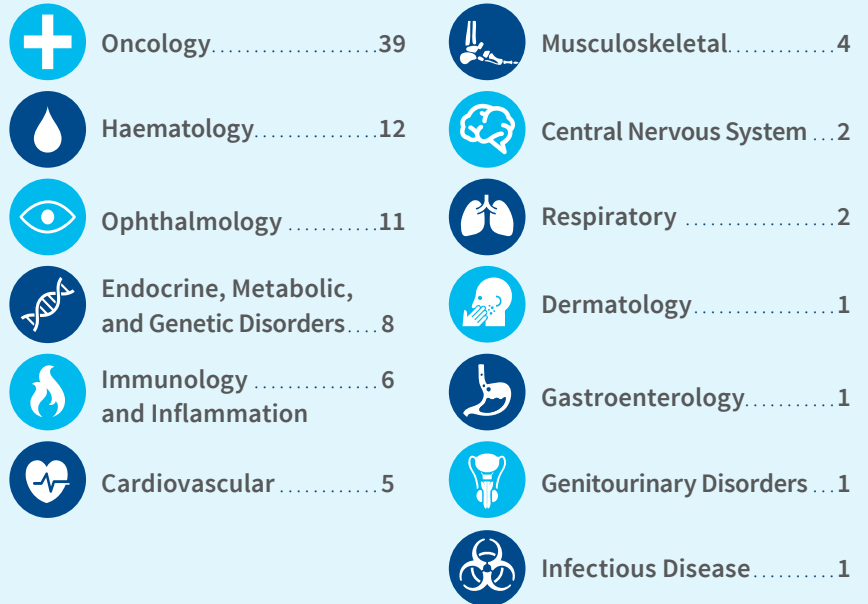 Oncology....................39
Haematology...............12
Ophthalmology...........11
Endocrine, Metabolic,
and Genetic Disorders....8
Immunology.................6
and Inflammation
Cardiovascular............5
Musculoskeletal............4
Central Nervous System...2
Respiratory.................2
Dermatology................1
Gastroenterology...........1
Genitourinary Disorders...1
Infectious Disease.........1